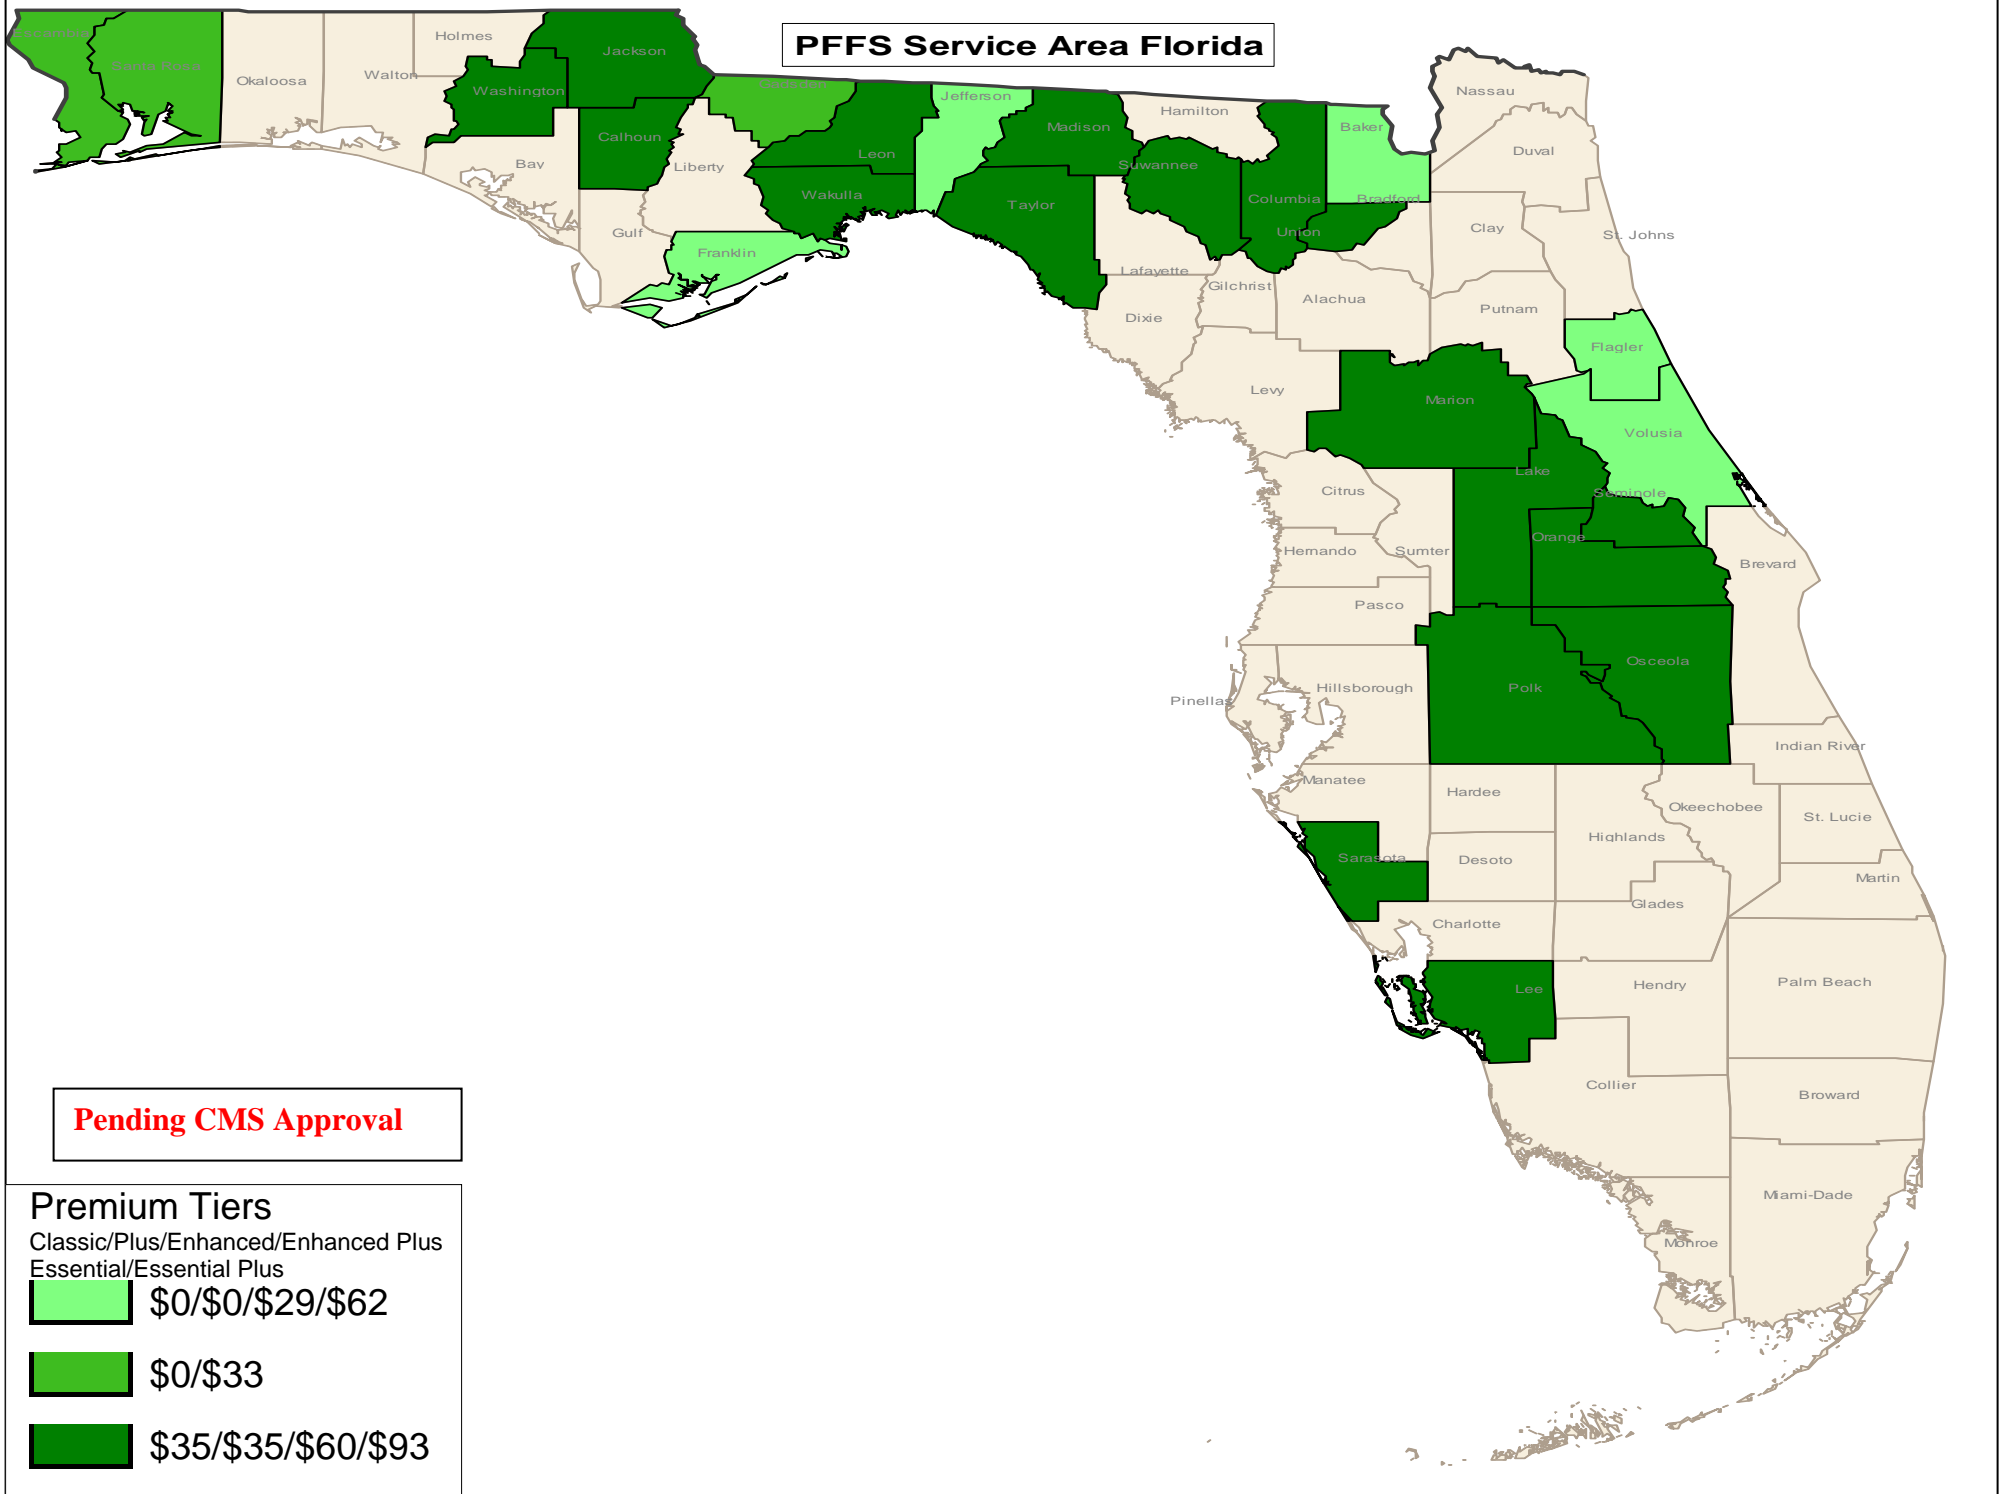 PFFS Service Area Florida
Holmes
Jackson
Okaloosa
Walton
Washington
Santa Rosa
Jefferson
Nassau
Hamilton
Madison
Baker
Calhoun
Duval
Leon
Bay
Liberty
Suwannee
Wakulla
Taylor
Columbia
Bradford
Gulf
Union
Clay
St. Johns
Franklin
Lafayette
Gilchrist
Alachua
Putnam
Dixie
Flagler
Levy
Marion
Volusia
Lake
Citrus
Seminole
Orange
Hernando
Sumter
Brevard
Pasco
Osceola
Hillsborough
Polk
Pinellas
Indian River
Manatee
Hardee
Okeechobee
St. Lucie
Highlands
Sarasota
Desoto
Martin
Glades
Charlotte
Lee
Hendry
Palm Beach
Collier
Broward
Miami-Dade
Monroe
Pending CMS Approval
Premium Tiers
Classic/Plus/Enhanced/Enhanced Plus
Essential/Essential Plus
$0/$0/$29/$62
$0/$33
$35/$35/$60/$93